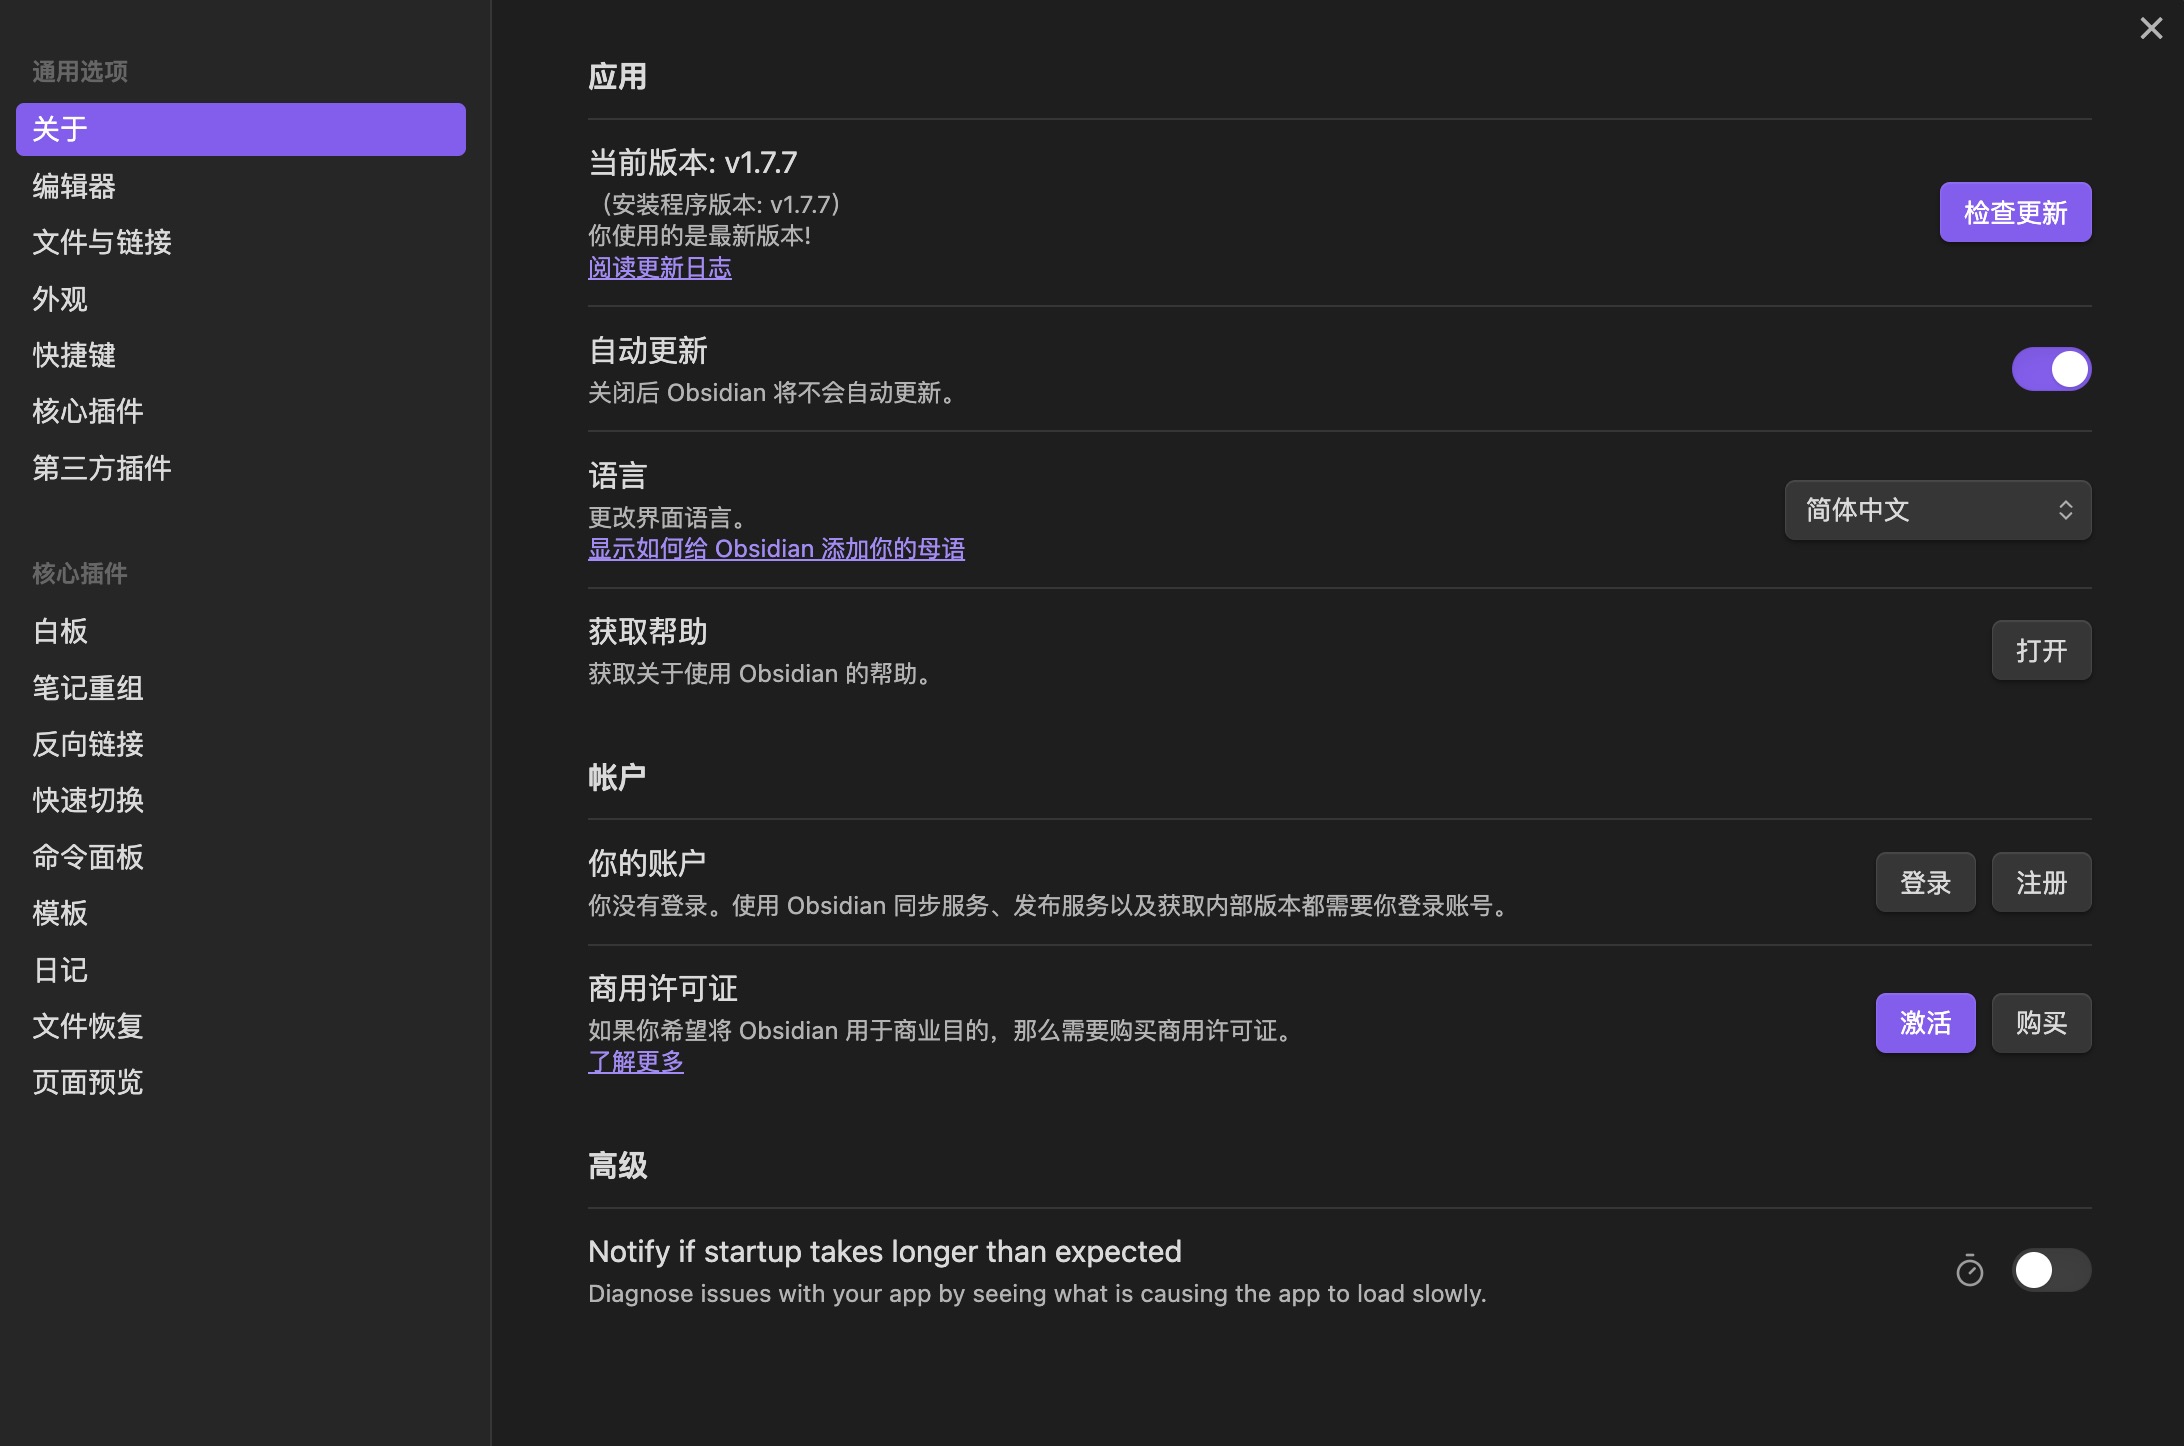 通用选项
关于
编辑器
文件与链接
外观
快捷键
核心插件
第三方插件
核心插件
白板
笔记重组
反向链接
快速切换
命令面板
模板
日记
文件恢复
页面预览
应用
当前版本: v1.7.7
（安装程序版本: v1.7.7）
你使用的是最新版本!
阅读更新日志
检查更新
自动更新
关闭后 Obsidian 将不会自动更新。
语言
更改界面语言。
显示如何给 Obsidian 添加你的母语
简体中文
获取帮助
获取关于使用 Obsidian 的帮助。
打开
帐户
你的账户
你没有登录。使用 Obsidian 同步服务、发布服务以及获取内部版本都需要你登录账号。
登录
注册
商用许可证
如果你希望将 Obsidian 用于商业目的，那么需要购买商用许可证。
了解更多
激活
购买
高级
Notify if startup takes longer than expected
Diagnose issues with your app by seeing what is causing the app to load slowly.